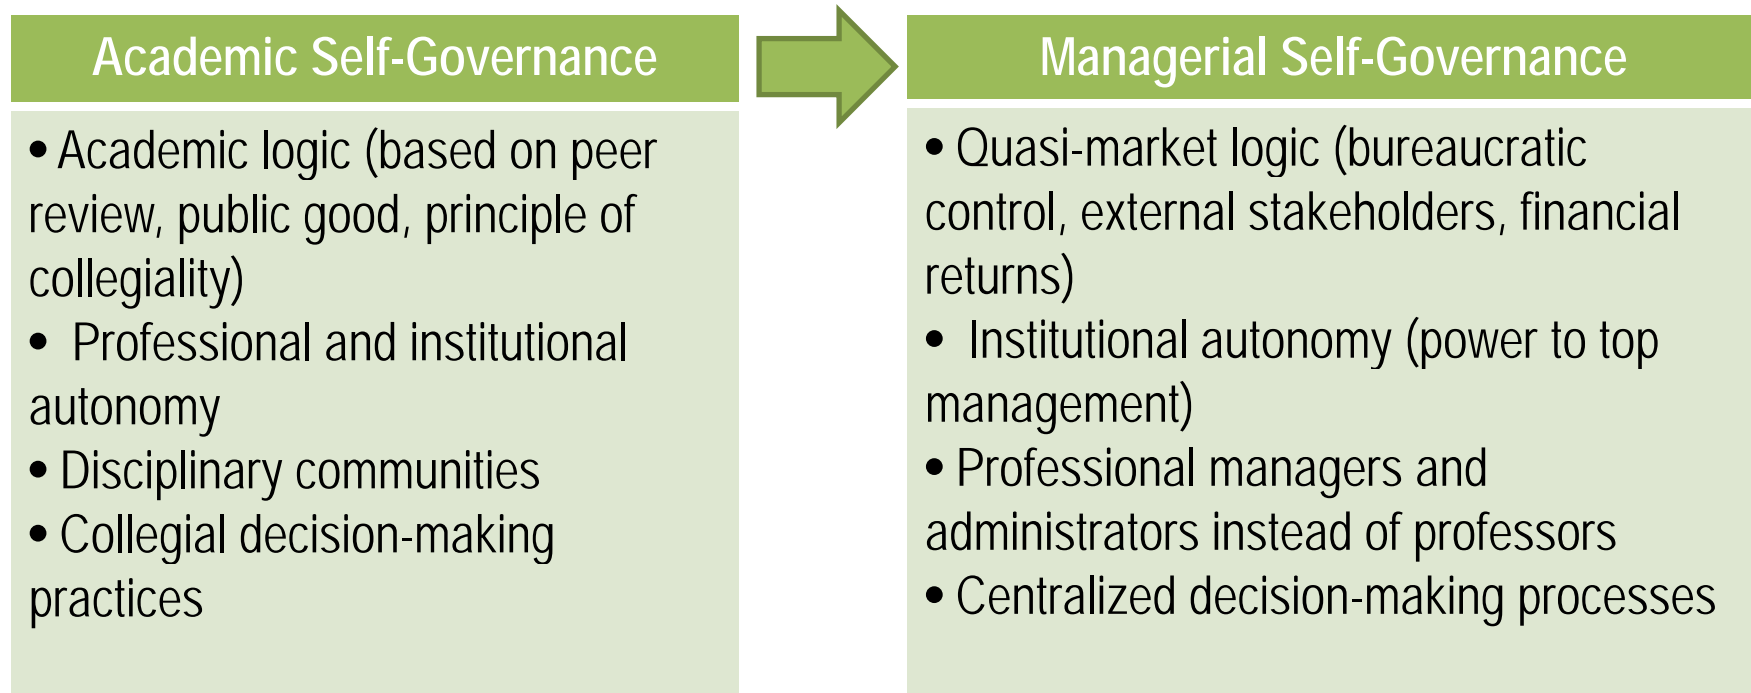 Academic Self-Governance
• Academic logic (based on peer
review, public good, principle of
collegiality)
• Professional and institutional
autonomy
• Disciplinary communities
• Collegial decision-making
practices
Managerial Self-Governance
• Quasi-market logic (bureaucratic
control, external stakeholders, financial
returns)
• Institutional autonomy (power to top
management)
• Professional managers and
administrators instead of professors
• Centralized decision-making processes